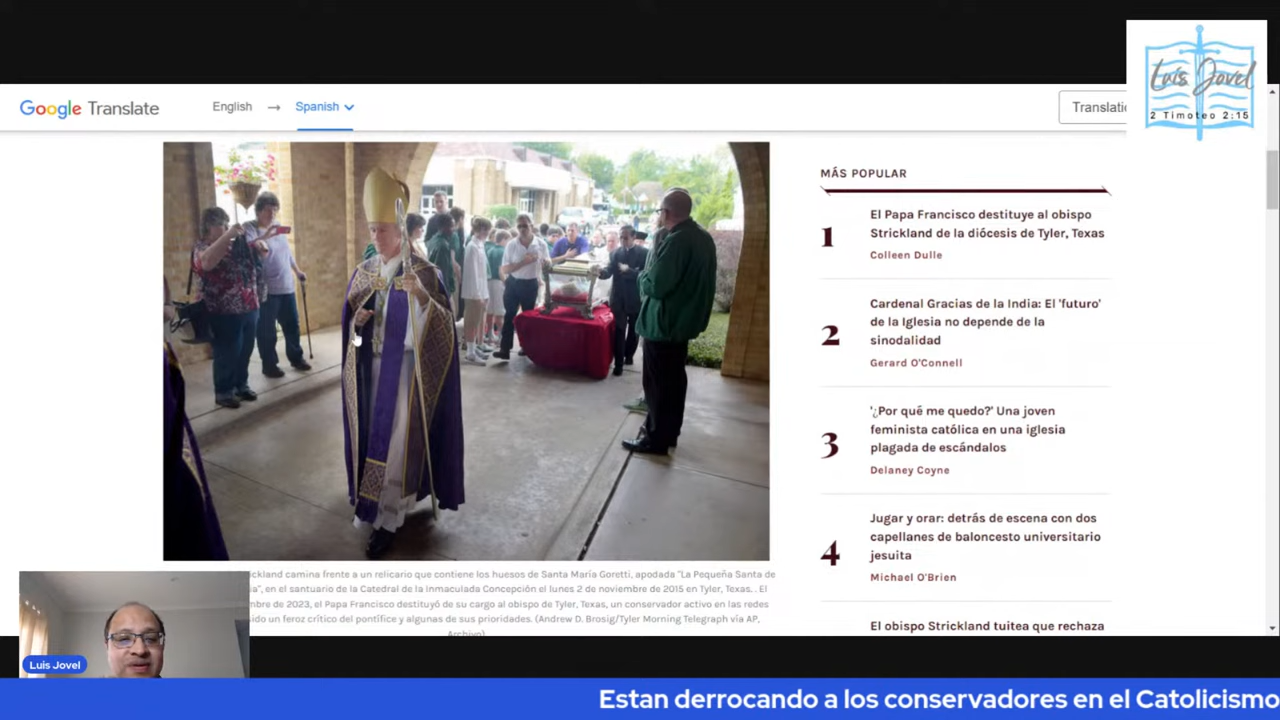 Luis Jovel
2 Timoteo 2:15
Google Translate
English → Spanish
MÁS POPULAR
1
El Papa Francisco destituye al obispo
Strickland de la diócesis de Tyler, Texas
Colleen Dulle
2
Cardenal Gracias de la India: El 'futuro'
de la Iglesia no depende de la
sinodalidad
Gerard O'Connell
3
'¿Por qué me quedo?' Una joven
feminista católica en una iglesia
plagada de escándalos
Delaney Coyne
4
Jugar y orar: detrás de escena con dos
capellanes de baloncesto universitario
jesuita
Michael O'Brien
El obispo Strickland tuitea que rechaza
camina frente a un relicario que contiene los huesos de Santa María Goretti, apodada "La Pequeña Santa de
en el santuario de la Catedral de la Inmaculada Concepción el lunes 2 de noviembre de 2015 en Tyler, Texas. . El
de 2023, el Papa Francisco destituyó de su cargo al obispo de Tyler, Texas, un conservador activo en las redes
un feroz crítico del pontífice y algunas de sus prioridades. (Andrew D. Brosig/Tyler Morning Telegraph vía AP,
Luis Jovel
Estan derrocando a los conservadores en el Catolicismo